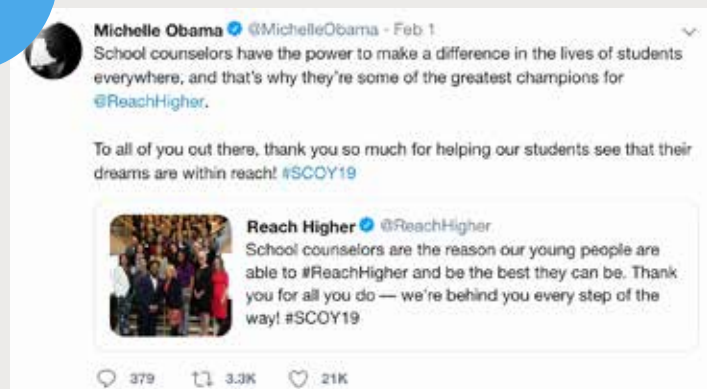 Michelle Obama @MichelleObama - Feb 1
School counselors have the power to make a difference in the lives of students
everywhere, and that's why they're some of the greatest champions for
@ReachHigher.
To all of you out there, thank you so much for helping our students see that their
dreams are within reach! #SCOY19
Reach Higher @ReachHigher
School counselors are the reason our young people are
able to #ReachHigher and be the best they can be. Thank
you for all you do — we're behind you every step of the
way! #SCOY19
379 3.3K 21K